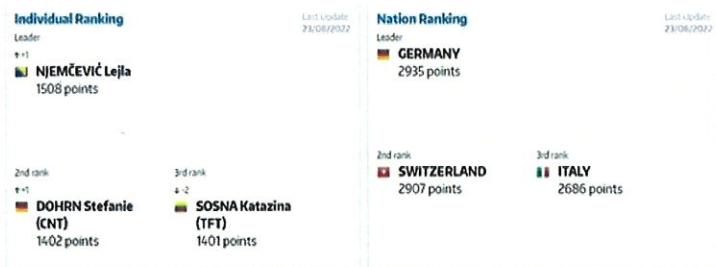 Individual Ranking
Last Update
23/08/2022
Leader
+1
NJEMČEVIĆ Lejla
1508 points
2nd rank
+1
DOHRN Stefanie
(CNT)
1402 points
3rd rank
-2
SOSNA Katazina
(TFT)
1401 points
Nation Ranking
Last Update
23/08/2022
Leader
GERMANY
2935 points
2nd rank
SWITZERLAND
2907 points
3rd rank
ITALY
2686 points